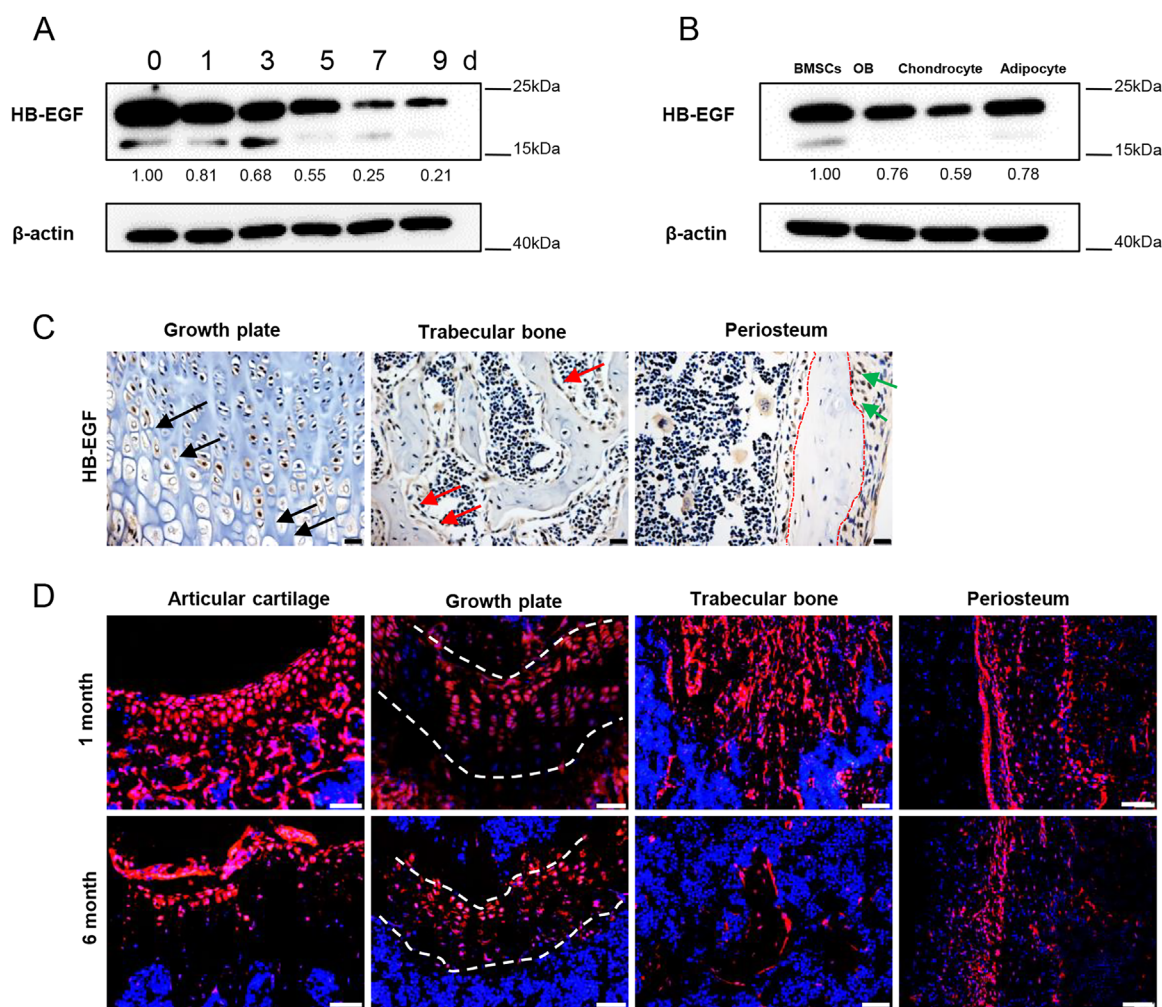 A
0 1 3 5 7 9 d
HB-EGF
25kDa
15kDa
1.00 0.81 0.68 0.55 0.25 0.21
β-actin
40kDa
B
BMSCs OB Chondrocyte Adipocyte
HB-EGF
25kDa
15kDa
1.00 0.76 0.59 0.78
β-actin
40kDa
C
Growth plate Trabecular bone Periosteum
HB-EGF
D
Articular cartilage Growth plate Trabecular bone Periosteum
1 month
6 month